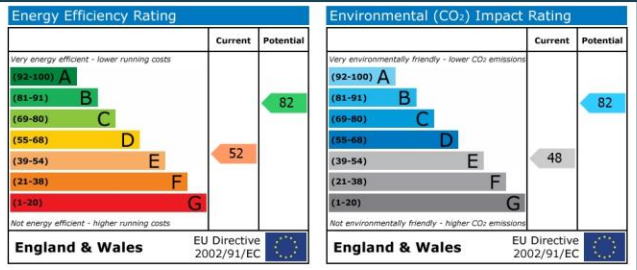 Energy Efficiency Rating
Current Potential
Very energy efficient - lower running costs
(92-100) A
(81-91) B
(69-80) C
(55-68) D
(39-54) E
(21-38) F
(1-20) G
82
52
Not energy efficient - higher running costs
England & Wales
EU Directive
2002/91/EC
Environmental (CO₂) Impact Rating
Current Potential
Very environmentally friendly - lower CO₂ emissions
(92-100) A
(81-91) B
(69-80) C
(55-68) D
(39-54) E
(21-38) F
(1-20) G
82
48
Not environmentally friendly - higher CO₂ emissions
England & Wales
EU Directive
2002/91/EC